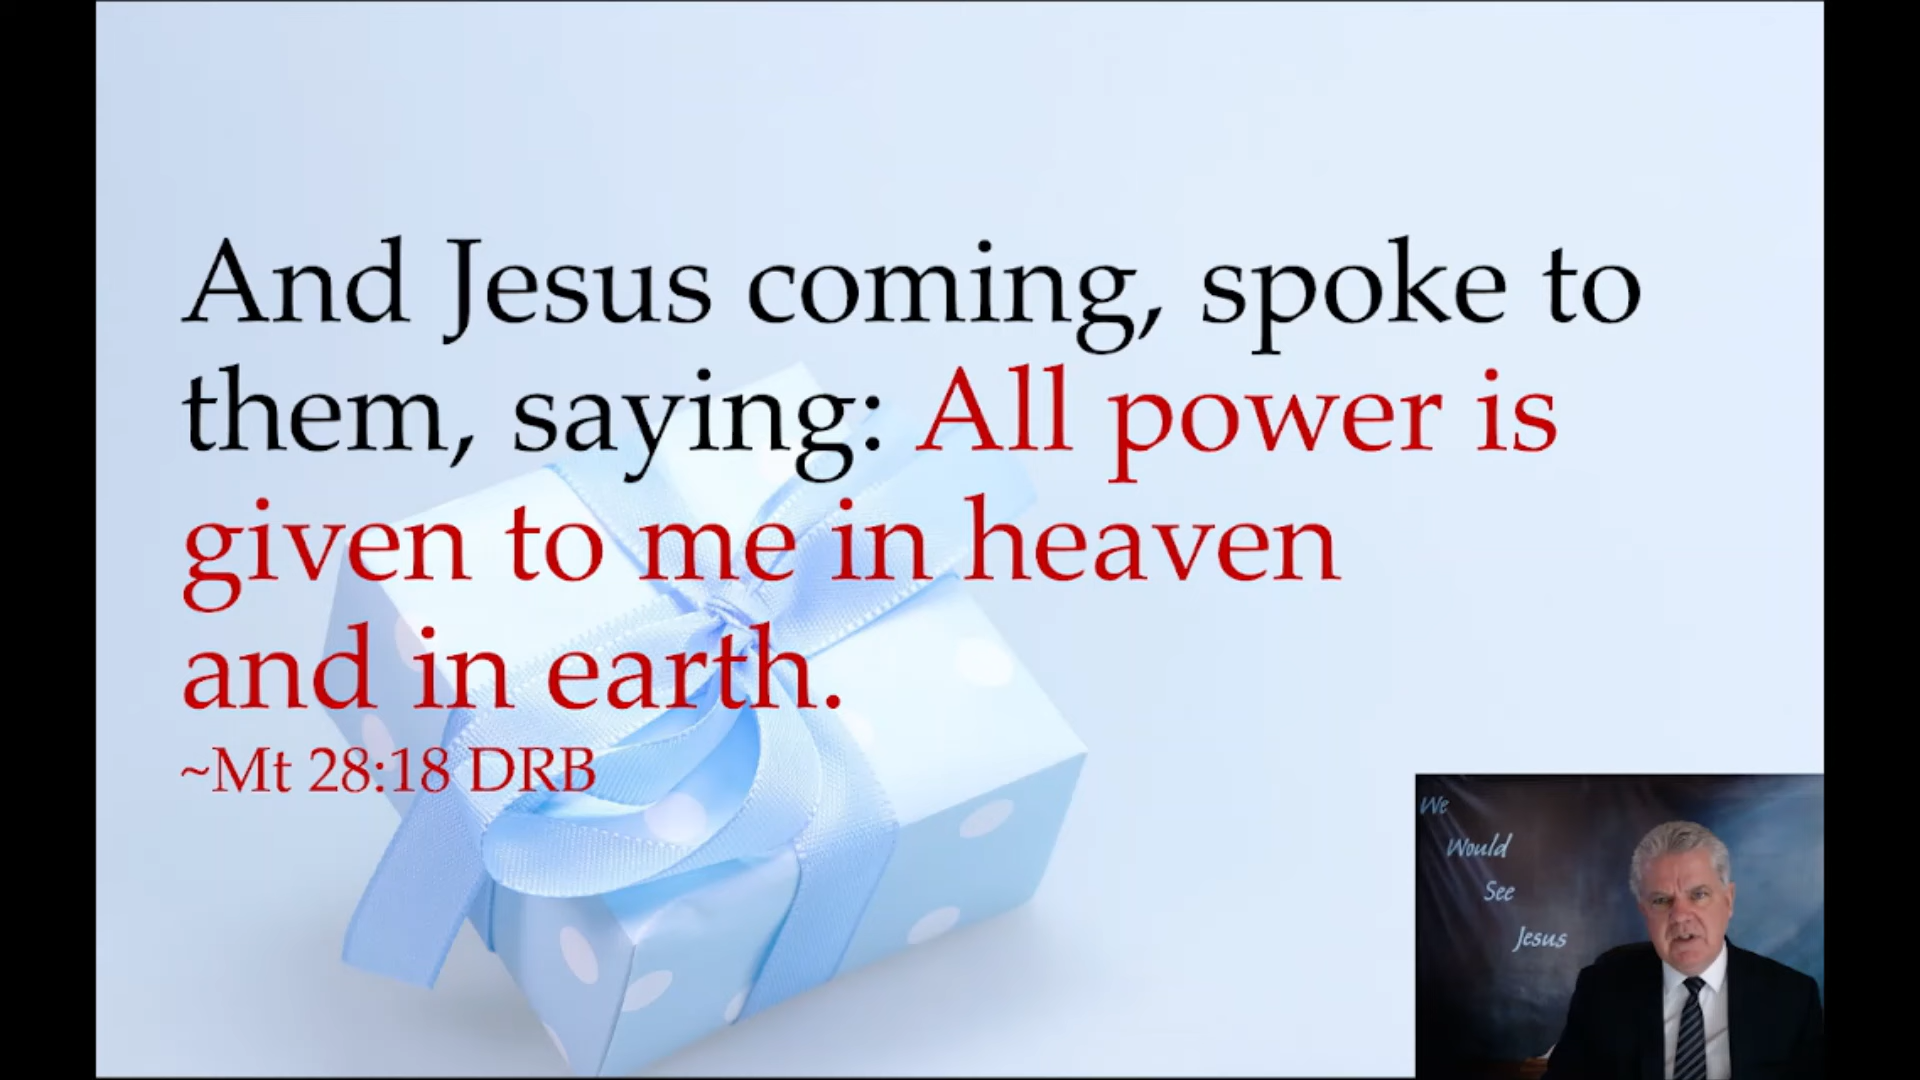 And Jesus coming, spoke to
them, saying: All power is
given to me in heaven
and in earth.
~Mt 28:18 DRB
We
Would
See
Jesus